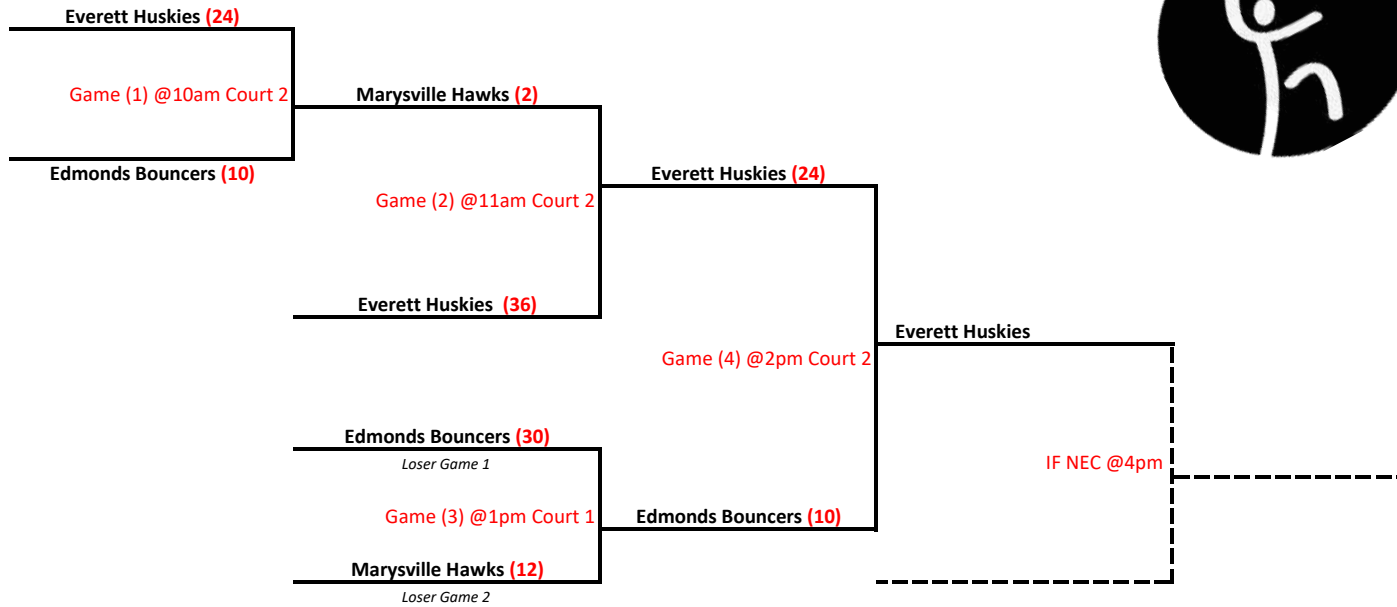 Everett Huskies (24)
Game (1) @10am Court 2
Edmonds Bouncers (10)
Marysville Hawks (2)
Game (2) @11am Court 2
Everett Huskies (36)
Everett Huskies (24)
Game (4) @2pm Court 2
Everett Huskies
Edmonds Bouncers (30)
Loser Game 1
Game (3) @1pm Court 1
Edmonds Bouncers (10)
Marysville Hawks (12)
Loser Game 2
IF NEC @4pm